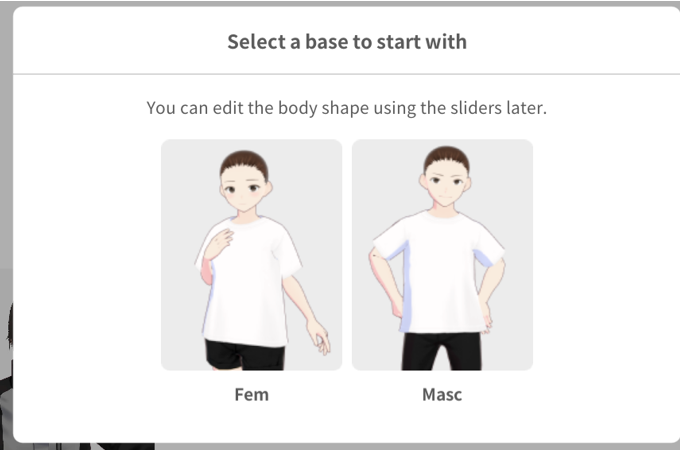 Select a base to start with
You can edit the body shape using the sliders later.
Fem
Masc